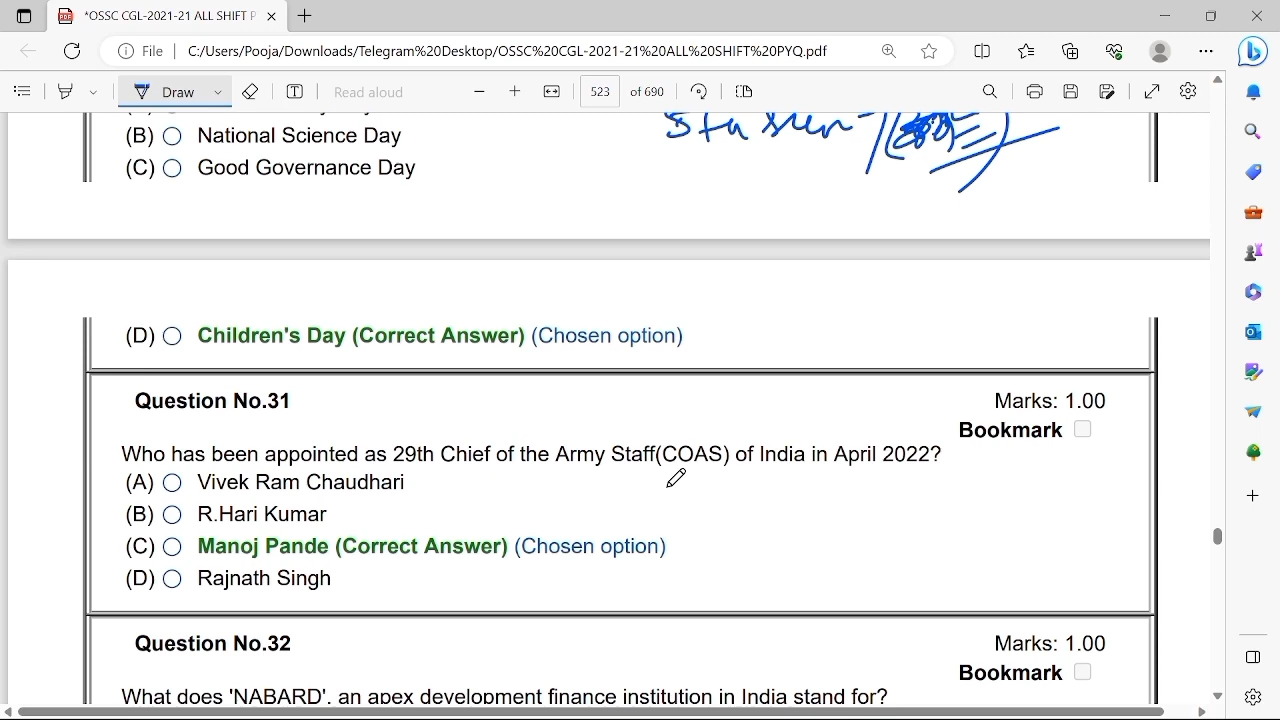 *OSSC CGL-2021-21 ALL SHIFT P
File
C:/Users/Pooja/Downloads/Telegram%20Desktop/OSSC%20CGL-2021-21%20ALL%20SHIFT%20PYQ.pdf
Draw
Read aloud
523
of 690
(B) National Science Day
(C) Good Governance Day
(D) Children's Day (Correct Answer) (Chosen option)
Question No.31
Marks: 1.00
Bookmark
Who has been appointed as 29th Chief of the Army Staff(COAS) of India in April 2022?
(A) Vivek Ram Chaudhari
(B) R.Hari Kumar
(C) Manoj Pande (Correct Answer) (Chosen option)
(D) Rajnath Singh
Question No.32
Marks: 1.00
Bookmark
What does 'NABARD', an apex development finance institution in India stand for?